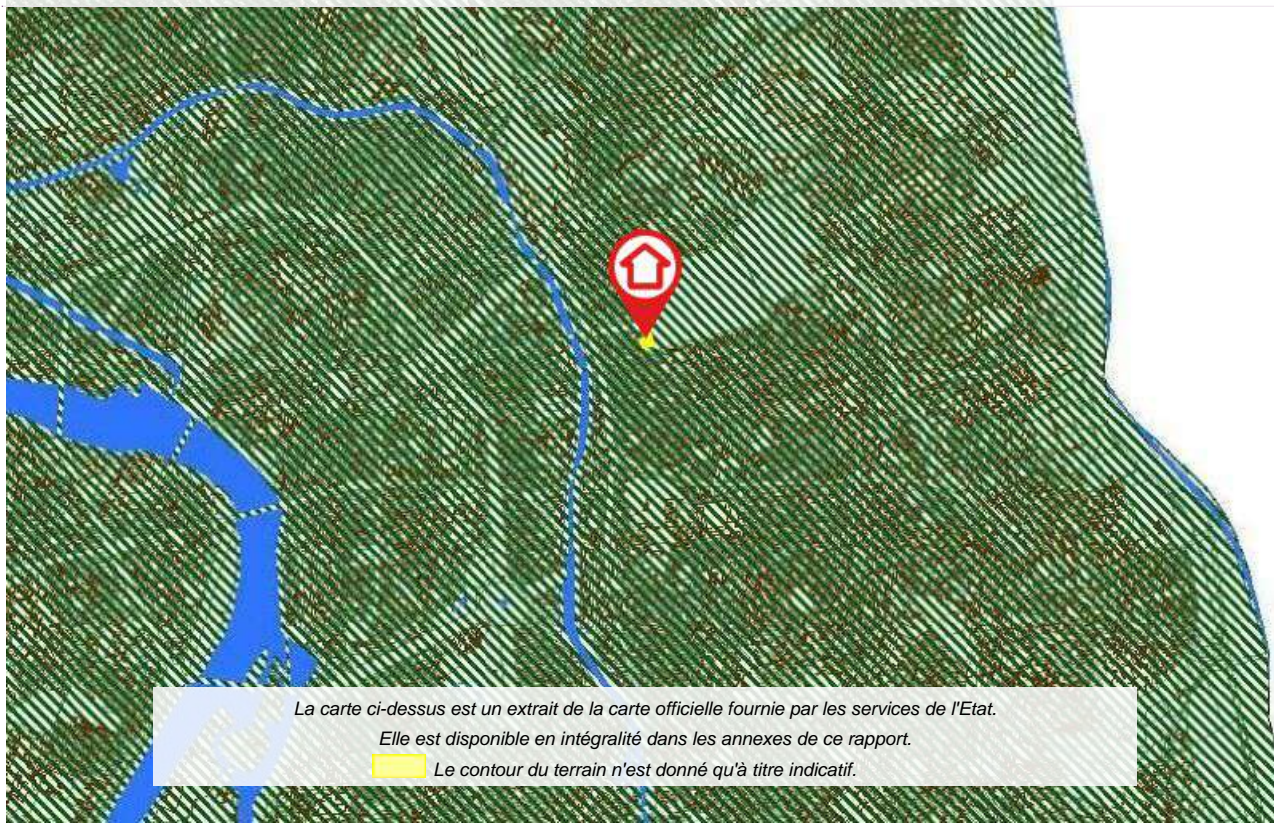 La carte ci-dessus est un extrait de la carte officielle fournie par les services de l'Etat.
Elle est disponible en intégralité dans les annexes de ce rapport.
Le contour du terrain n'est donné qu'à titre indicatif.